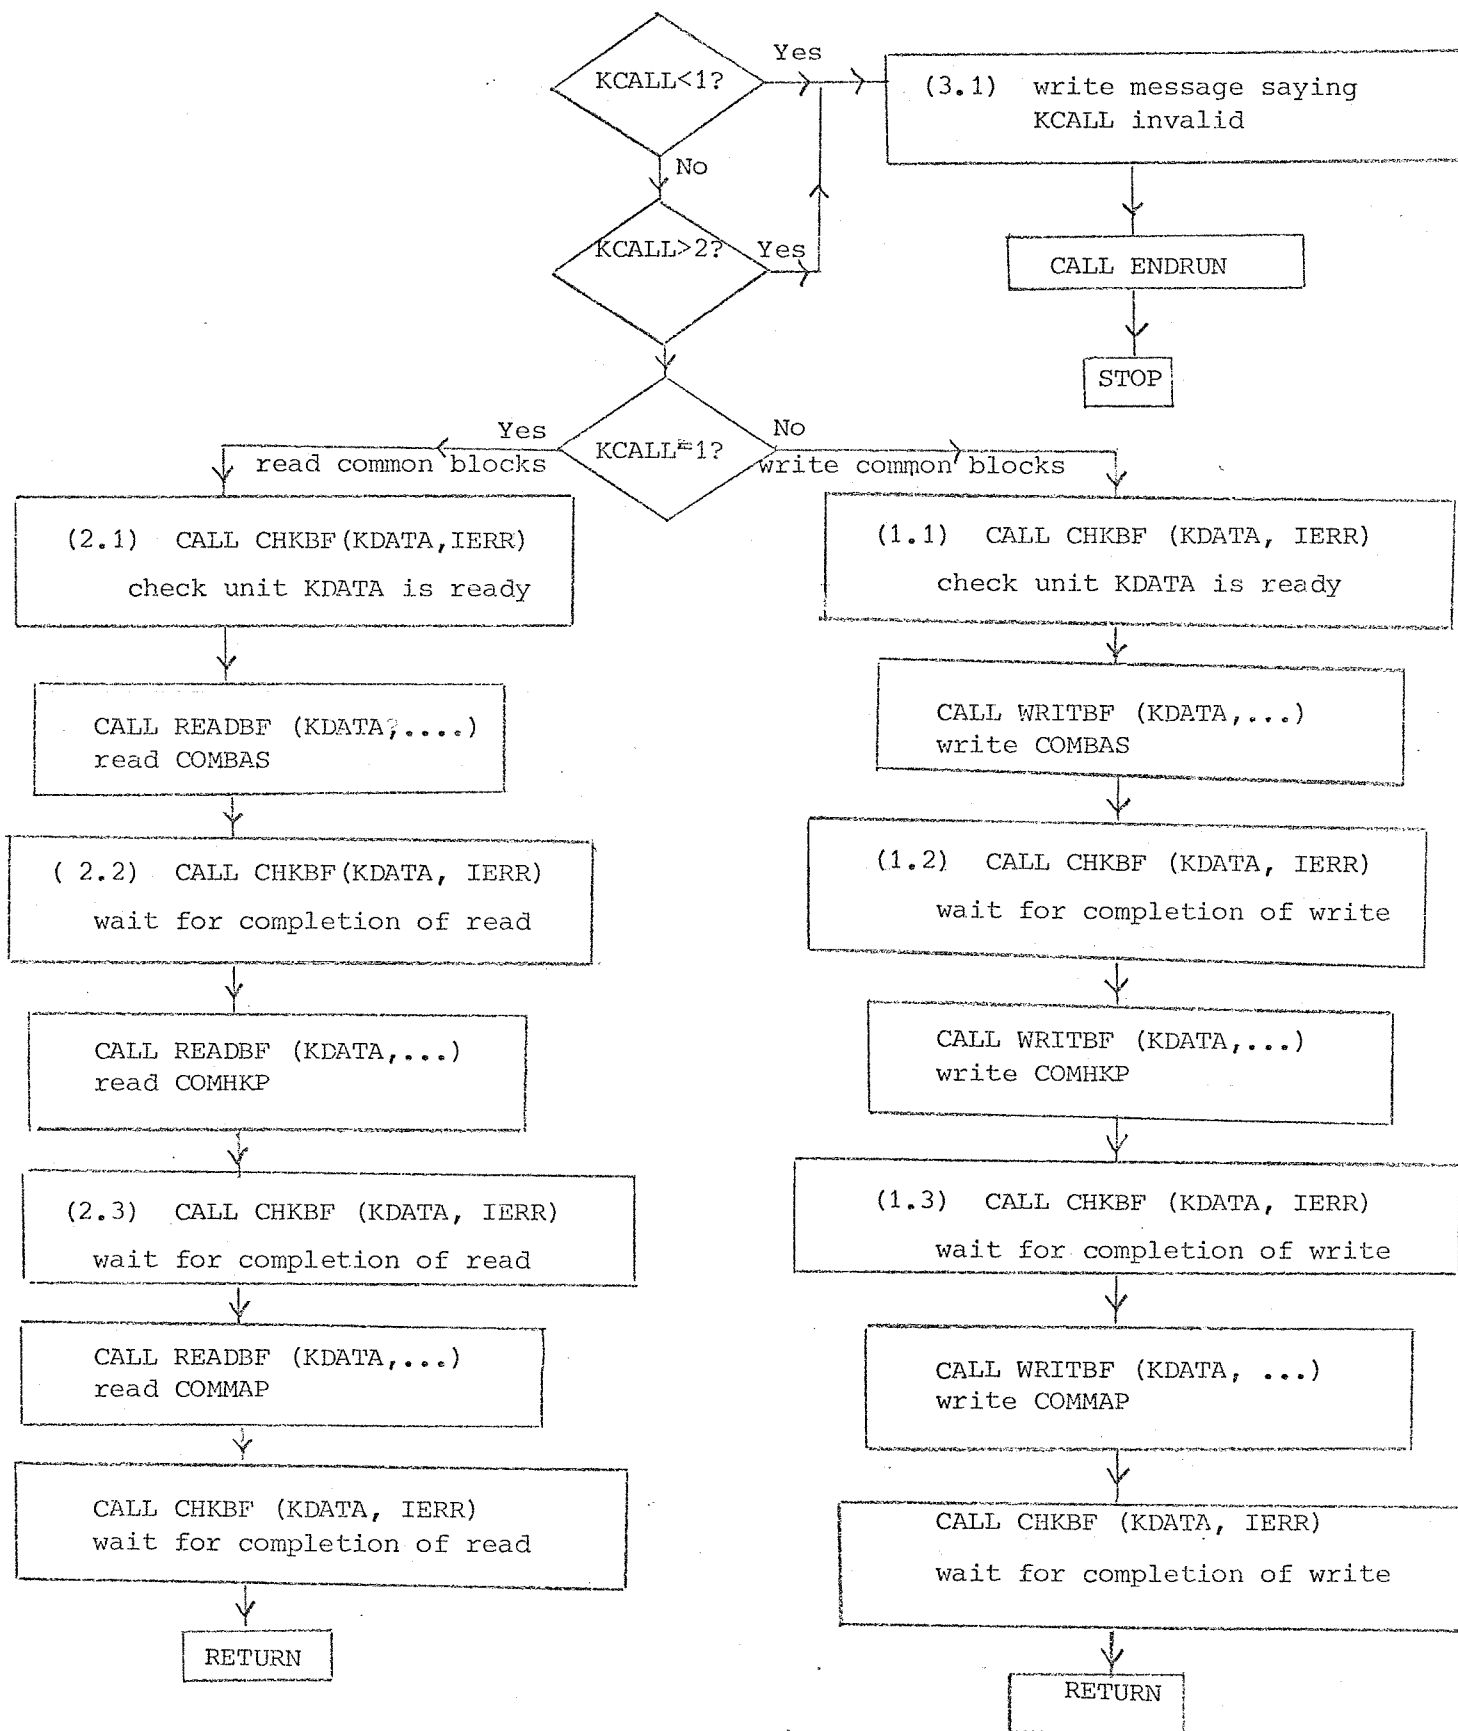 KCALL<1?
Yes
(3.1) write message saying
KCALL invalid
No
KCALL>2?
Yes
CALL ENDRUN
STOP
KCALL=1?
Yes
read common blocks
No
write common blocks
(2.1) CALL CHKBF(KDATA,IERR)
check unit KDATA is ready
CALL READBF (KDATA,....)
read COMBAS
( 2.2) CALL CHKBF(KDATA, IERR)
wait for completion of read
CALL READBF (KDATA,...)
read COMHKP
(2.3) CALL CHKBF (KDATA, IERR)
wait for completion of read
CALL READBF (KDATA,...)
read COMMAP
CALL CHKBF (KDATA, IERR)
wait for completion of read
RETURN
(1.1) CALL CHKBF (KDATA, IERR)
check unit KDATA is ready
CALL WRITBF (KDATA,...)
write COMBAS
(1.2) CALL CHKBF (KDATA, IERR)
wait for completion of write
CALL WRITBF (KDATA,...)
write COMHKP
(1.3) CALL CHKBF (KDATA, IERR)
wait for completion of write
CALL WRITBF (KDATA, ...)
write COMMAP
CALL CHKBF (KDATA, IERR)
wait for completion of write
RETURN